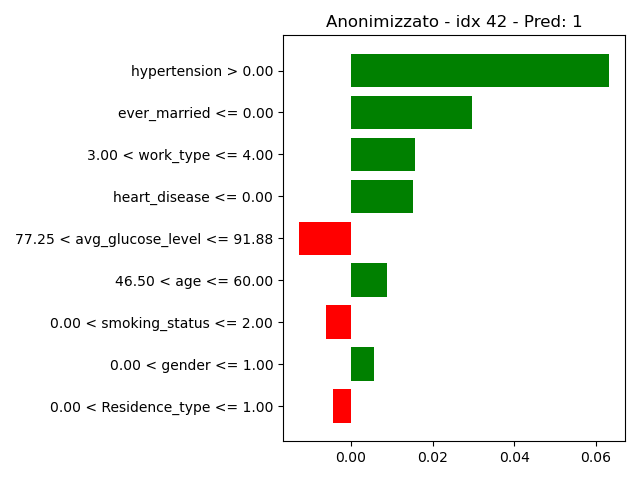 Anonimizzato - idx 42 - Pred: 1
hypertension > 0.00
ever_married <= 0.00
3.00 < work_type <= 4.00
heart_disease <= 0.00
77.25 < avg_glucose_level <= 91.88
46.50 < age <= 60.00
0.00 < smoking_status <= 2.00
0.00 < gender <= 1.00
0.00 < Residence_type <= 1.00
0.00 0.02 0.04 0.06